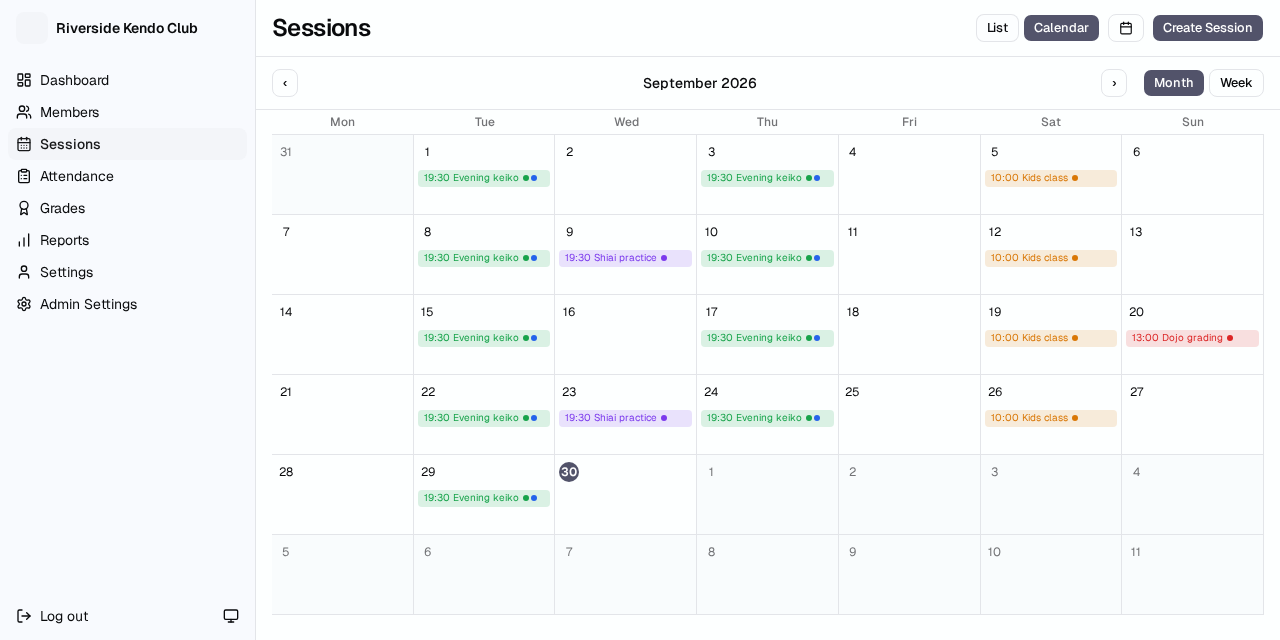 Riverside Kendo Club
Dashboard
Members
Sessions
Attendance
Grades
Reports
Settings
Admin Settings
Log out
Sessions
List
Calendar
Create Session
‹
September 2026
›
Month
Week
Mon Tue Wed Thu Fri Sat Sun
31 1 2 3 4 5 6
19:30 Evening keiko 19:30 Evening keiko 10:00 Kids class
7 8 9 10 11 12 13
19:30 Evening keiko 19:30 Shiai practice 19:30 Evening keiko 10:00 Kids class
14 15 16 17 18 19 20
19:30 Evening keiko 19:30 Evening keiko 10:00 Kids class 13:00 Dojo grading
21 22 23 24 25 26 27
19:30 Evening keiko 19:30 Shiai practice 19:30 Evening keiko 10:00 Kids class
28 29 30 1 2 3 4
19:30 Evening keiko
5 6 7 8 9 10 11